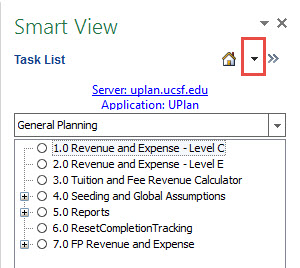 Smart View
Task List
Server: uplan.ucsf.edu
Application: UPlan
General Planning
1.0 Revenue and Expense - Level C
2.0 Revenue and Expense - Level E
3.0 Tuition and Fee Revenue Calculator
4.0 Seeding and Global Assumptions
5.0 Reports
6.0 ResetCompletionTracking
7.0 FP Revenue and Expense